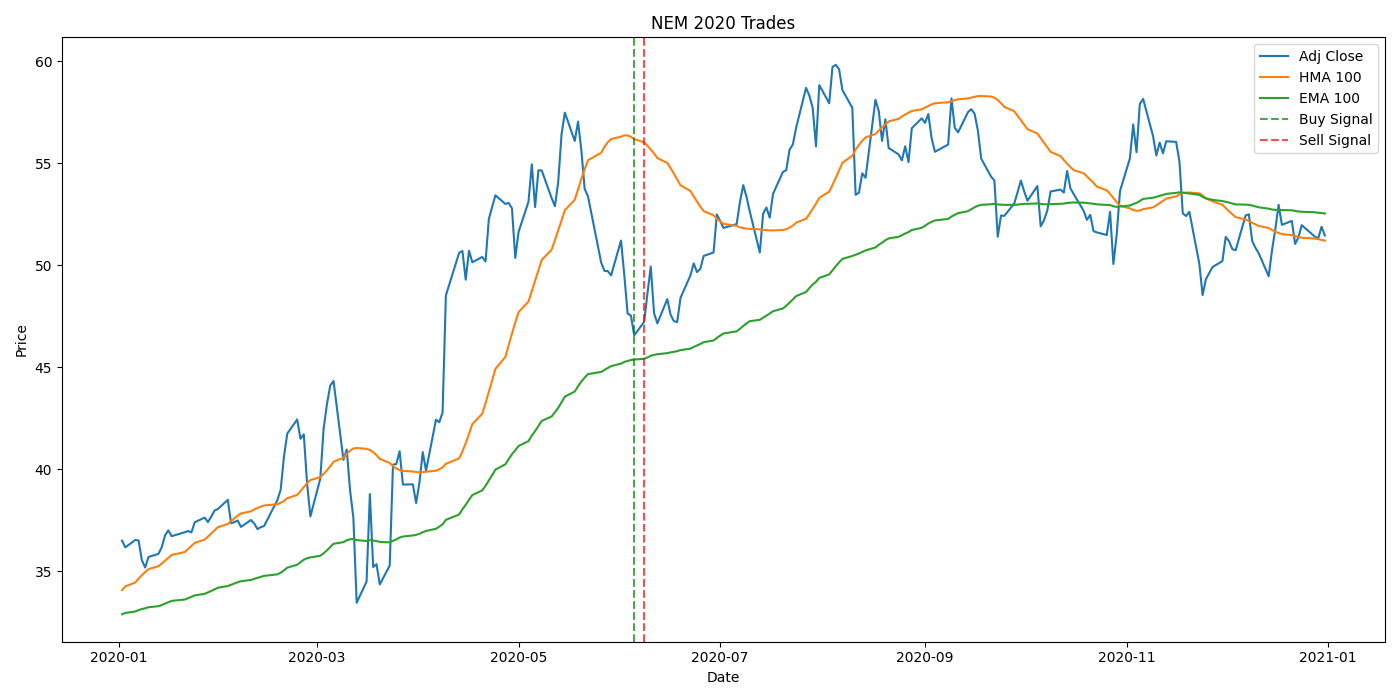 NEM 2020 Trades
Price
60
55
50
45
40
35
Adj Close
HMA 100
EMA 100
Buy Signal
Sell Signal
2020-01 2020-03 2020-05 2020-07 2020-09 2020-11 2021-01
Date